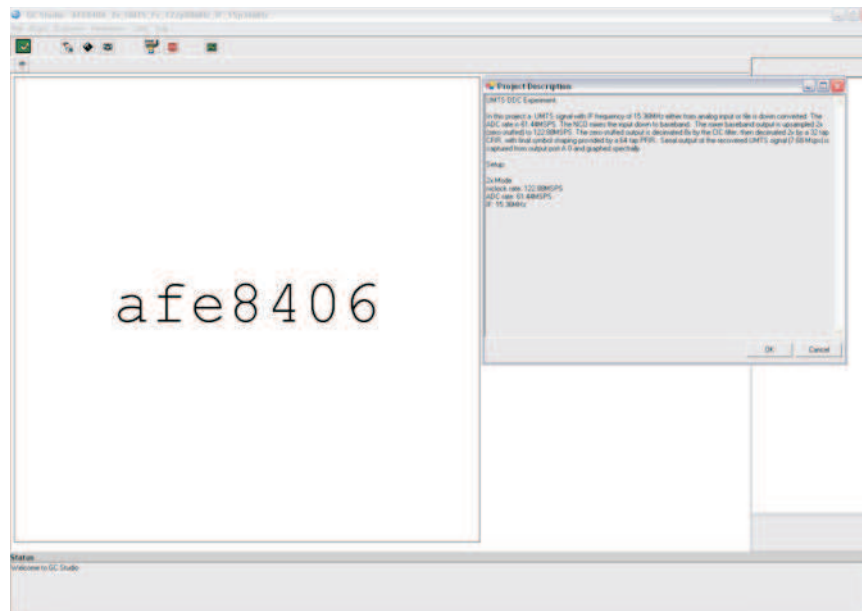 Project Description
UMTS DDC Experiment
In this project a UMTS signal with IF frequency of 15.36MHz either from analog input or file is down converted. The
ADC rate is 61.44MSPS. The NCO mixes the input down to baseband. The mixer baseband output is upsampled 2x
(zero stuffed) to 122.88MSPS. The zero stuffed output is decimated 8x by the CIC filter, then decimated 2x by a 32 tap
CFIR, with final symbol shaping provided by a 64 tap PFIR. Serial output of the recovered UMTS signal (7.68 Msps) is
captured from output port A 0 and graphed spectrally.
Setup:
2x Mode
rxclock rate: 122.88MSPS
ADC rate: 61.44MSPS
IF: 15.36MHz
OK Cancel
afe8406
Status
Welcome to GC Studio